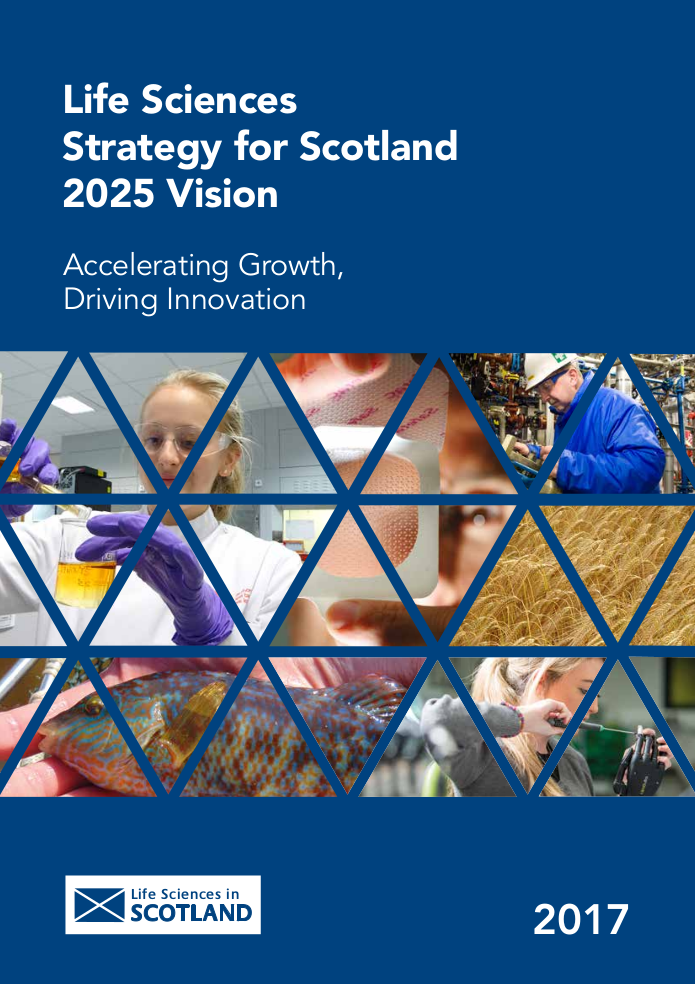 Life Sciences
Strategy for Scotland
2025 Vision
Accelerating Growth,
Driving Innovation
Life Sciences in
SCOTLAND
2017